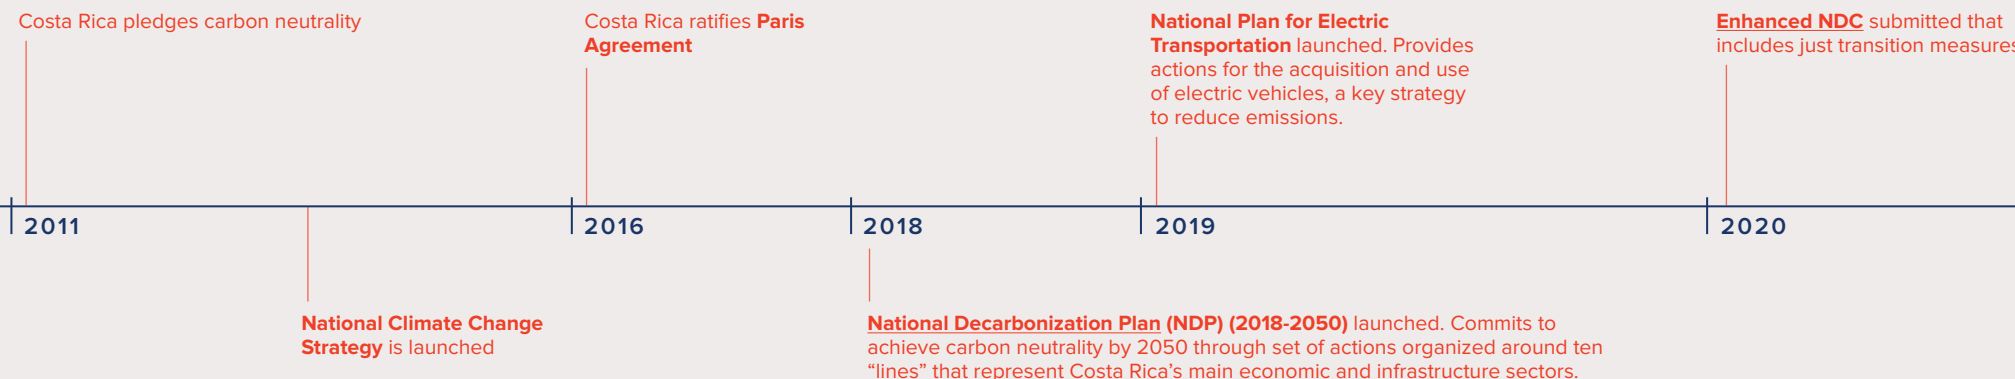 Costa Rica pledges carbon neutrality
Costa Rica ratifies Paris
Agreement
National Plan for Electric
Transportation launched. Provides
actions for the acquisition and use
of electric vehicles, a key strategy
to reduce emissions.
Enhanced NDC submitted that
includes just transition measures
2011
2016
2018
2019
2020
National Climate Change
Strategy is launched
National Decarbonization Plan (NDP) (2018-2050) launched. Commits to
achieve carbon neutrality by 2050 through set of actions organized around ten
“lines” that represent Costa Rica’s main economic and infrastructure sectors.